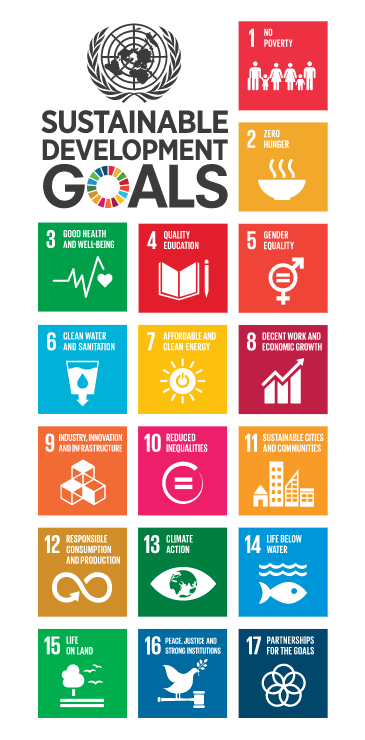 SUSTAINABLE
DEVELOPMENT
GOALS
1 NO
POVERTY
2 ZERO
HUNGER
3 GOOD HEALTH
AND WELL-BEING
4 QUALITY
EDUCATION
5 GENDER
EQUALITY
6 CLEAN WATER
AND SANITATION
7 AFFORDABLE AND
CLEAN ENERGY
8 DECENT WORK AND
ECONOMIC GROWTH
9 INDUSTRY, INNOVATION
AND INFRASTRUCTURE
10 REDUCED
INEQUALITIES
11 SUSTAINABLE CITIES
AND COMMUNITIES
12 RESPONSIBLE
CONSUMPTION
AND PRODUCTION
13 CLIMATE
ACTION
14 LIFE BELOW
WATER
15 LIFE
ON LAND
16 PEACE, JUSTICE AND
STRONG INSTITUTIONS
17 PARTNERSHIPS
FOR THE GOALS